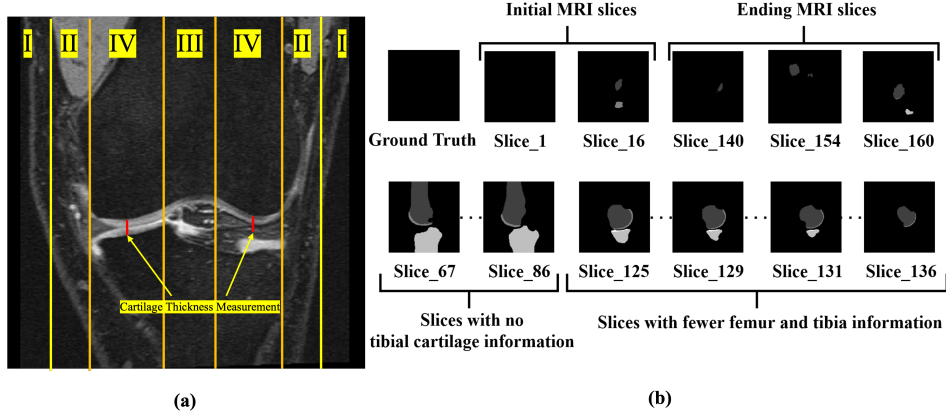 I II IV III IV II I
Cartilage Thickness Measurement
(a)
Initial MRI slices
Ending MRI slices
Ground Truth
Slice_1
Slice_16
Slice_140
Slice_154
Slice_160
Slice_67
Slice_86
Slice_125
Slice_129
Slice_131
Slice_136
Slices with no
tibial cartilage information
Slices with fewer femur and tibia information
(b)